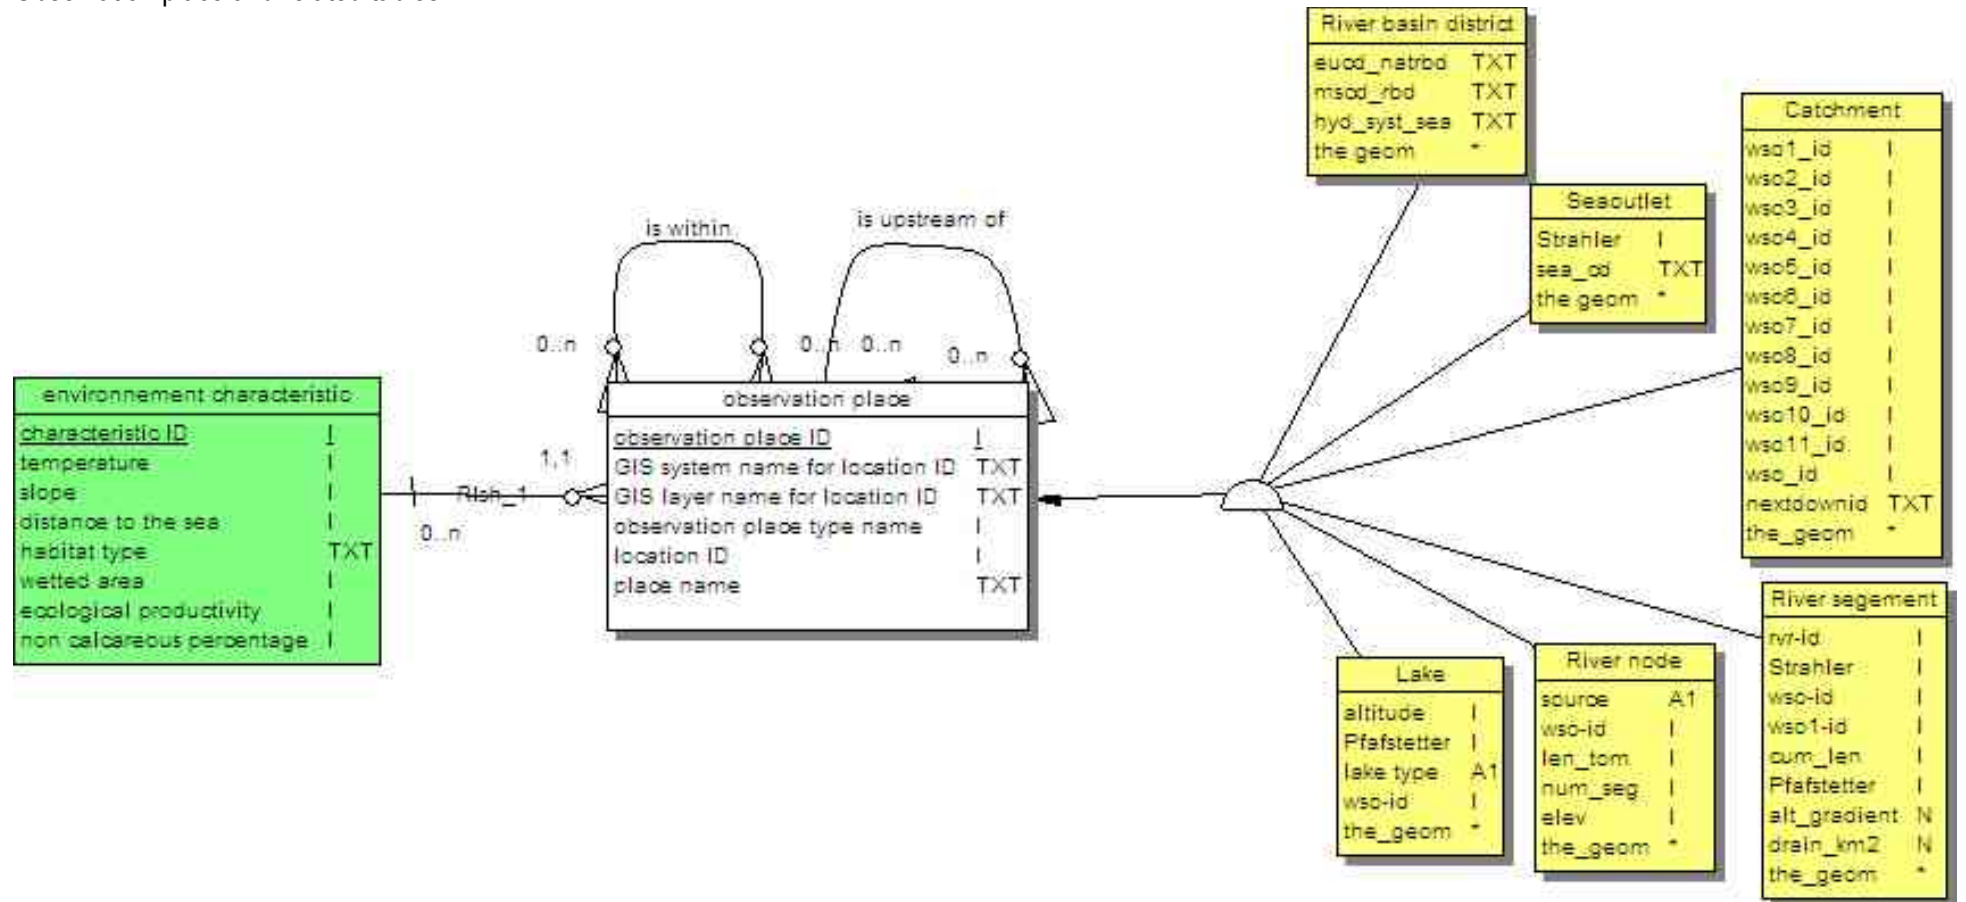 River basin district
eucd_natrbd TXT
mscd_rbd TXT
hyd_syst_sea TXT
the geom *
Catchment
wso1_id I
wso2_id I
wso3_id I
wso4_id I
wso5_id I
wso6_id I
wso7_id I
wso8_id I
wso9_id I
wso10_id I
wso11_id I
wso_id I
nextdownid TXT
the_geom *
Seaoutlet
Strahler I
sea_cd TXT
the geom *
is within
is upstream of
0..n
0..n
0..n
0..n
environnement characteristic
characteristic ID I
temperature I
slope I
distance to the sea I
habitat type TXT
wetted area I
ecological productivity I
non calcareous percentage I
1,1
Rlsh_1
0..n
observation place
observation place ID I
GIS system name for location ID TXT
GIS layer name for location ID TXT
observation place type name I
location ID I
place name TXT
River segement
rvr-id I
Strahler I
wso-id I
wso1-id I
cum_len I
Pfafstetter I
alt_gradient N
drain_km2 N
the_geom *
River node
source A1
wso-id I
len_tom I
num_seg I
elev I
the_geom *
Lake
altitude I
Pfafstetter I
lake type A1
wso-id I
the_geom *